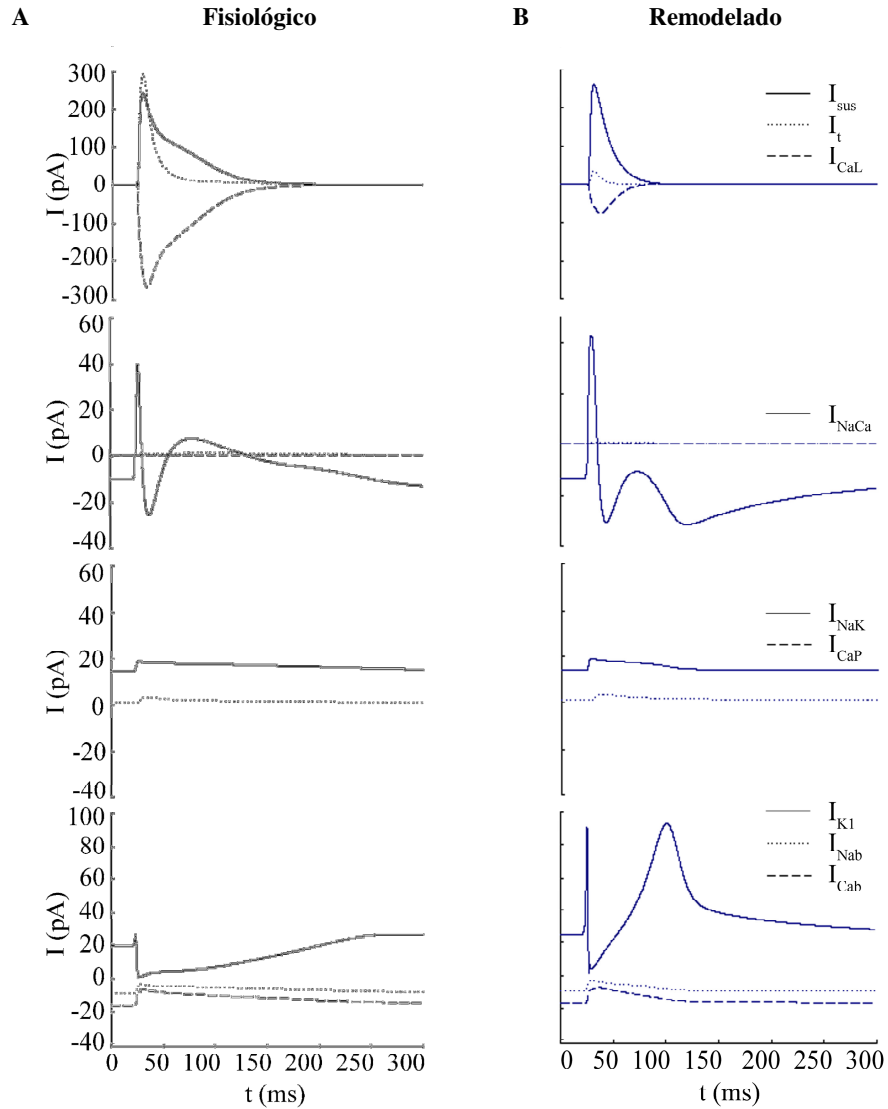 A
Fisiológico
B
Remodelado
I (pA)
300
200
100
0
-100
-200
-300
I_sus
I_t
I_CaL
I (pA)
60
40
20
0
-20
-40
I_NaCa
I (pA)
60
40
20
0
-20
-40
I_NaK
I_CaP
I (pA)
100
80
60
40
20
0
-20
-40
I_K1
I_Nab
I_Cab
0 50 100 150 200 250 300
t (ms)
0 50 100 150 200 250 300
t (ms)